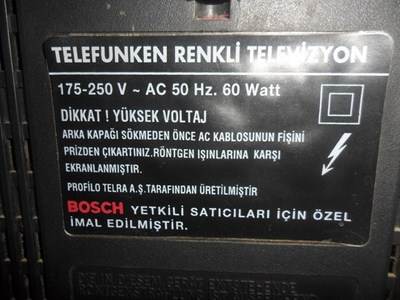 TELEFUNKEN RENKLİ TELEVİZYON
175-250 V ~ AC 50 Hz. 60 Watt
DİKKAT ! YÜKSEK VOLTAJ
ARKA KAPAĞI SÖKMEDEN ÖNCE AC KABLOSUNUN FİŞİNİ
PRİZDEN ÇIKARTINIZ.RÖNTGEN IŞINLARINA KARŞI
EKRANLANMIŞTIR.
PROFİLO TELRA A.Ş.TARAFINDAN ÜRETİLMİŞTİR
BOSCH YETKİLİ SATICILARI İÇİN ÖZEL
İMAL EDİLMİŞTİR.